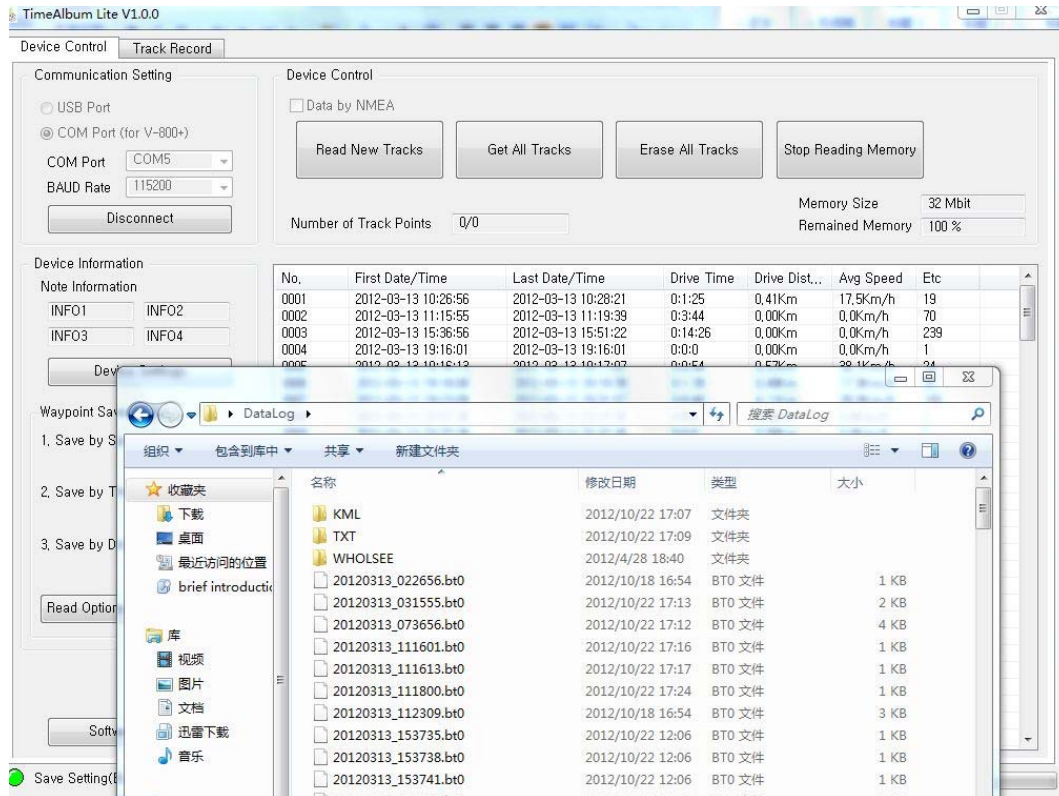 TimeAlbum Lite V1.0.0
Device Control Track Record
Communication Setting
USB Port
COM Port (for V-800+)
COM Port COM5
BAUD Rate 115200
Disconnect
Device Control
Data by NMEA
Read New Tracks Get All Tracks Erase All Tracks Stop Reading Memory
Memory Size 32 Mbit
Number of Track Points 0/0
Remained Memory 100 %
Device Information
Note Information
INFO1 INFO2
INFO3 INFO4
No. First Date/Time Last Date/Time Drive Time Drive Dist... Avg Speed Etc
0001 2012-03-13 10:26:56 2012-03-13 10:28:21 0:1:25 0,41Km 17,5Km/h 19
0002 2012-03-13 11:15:55 2012-03-13 11:19:39 0:3:44 0,00Km 0,0Km/h 70
0003 2012-03-13 15:36:56 2012-03-13 15:51:22 0:14:26 0,00Km 0,0Km/h 239
0004 2012-03-13 19:16:01 2012-03-13 19:16:01 0:0:0 0,00Km 0,0Km/h 1
Waypoint Sav
1, Save by S
2, Save by T
3, Save by D
Read Option
Softw
Save Setting(
DataLog
搜索 DataLog
组织 包含到库中 共享 新建文件夹
收藏夹
下载
桌面
最近访问的位置
brief introductic
库
视频
图片
文档
迅雷下载
音乐
名称 修改日期 类型 大小
KML 2012/10/22 17:07 文件夹
TXT 2012/10/22 17:09 文件夹
WHOLSEE 2012/4/28 18:40 文件夹
20120313_022656.bt0 2012/10/18 16:54 BT0 文件 1 KB
20120313_031555.bt0 2012/10/22 17:13 BT0 文件 2 KB
20120313_073656.bt0 2012/10/22 17:12 BT0 文件 4 KB
20120313_111601.bt0 2012/10/22 17:16 BT0 文件 1 KB
20120313_111613.bt0 2012/10/22 17:17 BT0 文件 1 KB
20120313_111800.bt0 2012/10/22 17:24 BT0 文件 1 KB
20120313_112309.bt0 2012/10/18 16:54 BT0 文件 3 KB
20120313_153735.bt0 2012/10/22 12:06 BT0 文件 1 KB
20120313_153738.bt0 2012/10/22 12:06 BT0 文件 1 KB
20120313_153741.bt0 2012/10/22 12:06 BT0 文件 1 KB